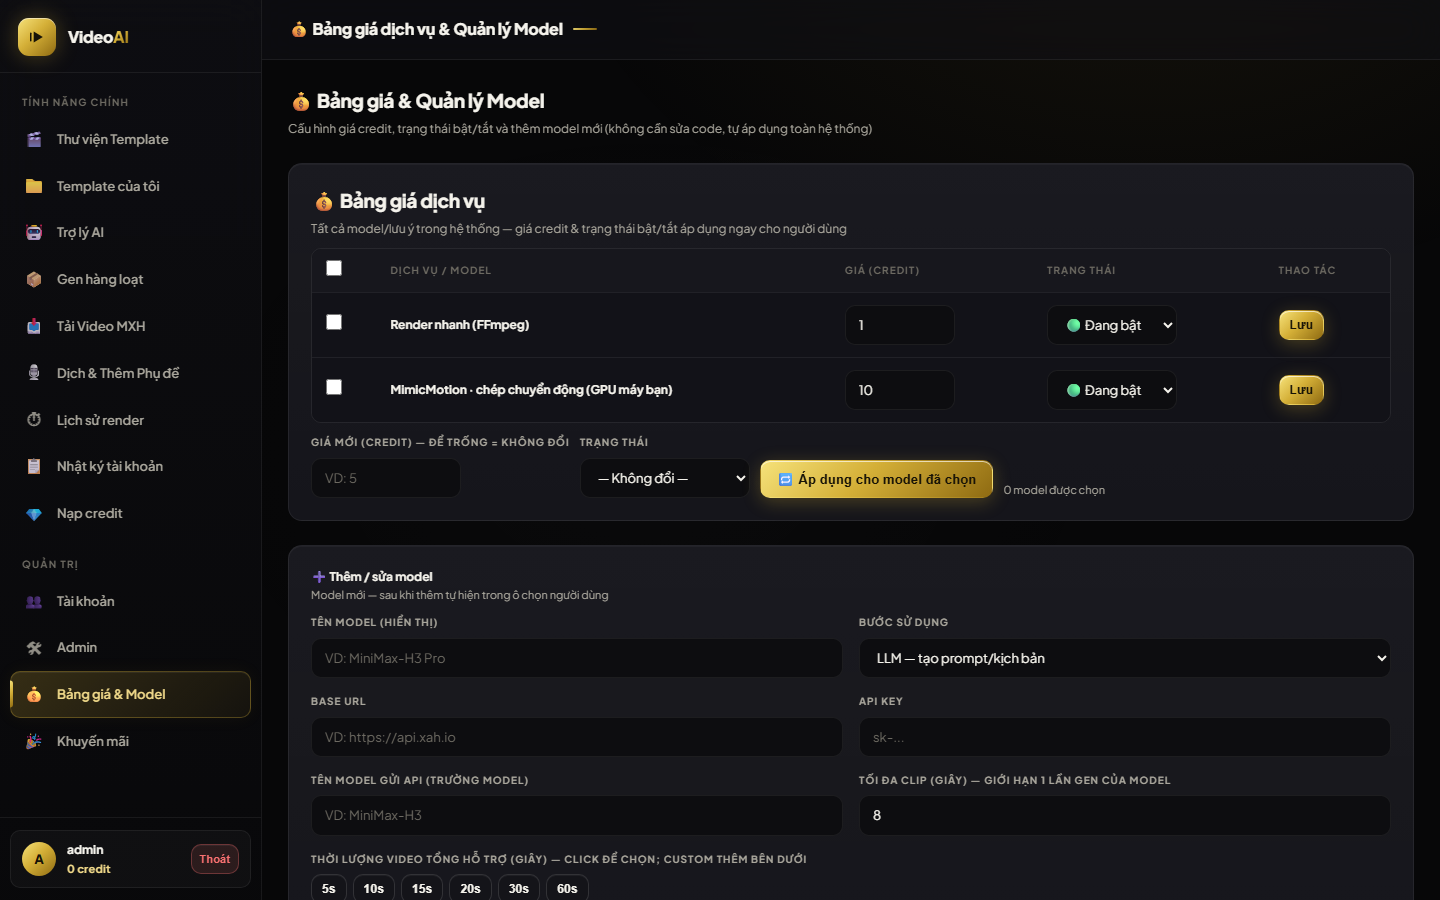 VideoAI
TÍNH NĂNG CHÍNH
Thư viện Template
Template của tôi
Trợ lý AI
Gen hàng loạt
Tải Video MXH
Dịch & Thêm Phụ đề
Lịch sử render
Nhật ký tài khoản
Nạp credit
QUẢN TRỊ
Tài khoản
Admin
Bảng giá & Model
Khuyến mãi
A
admin
0 credit
Thoát
Bảng giá dịch vụ & Quản lý Model
Bảng giá & Quản lý Model
Cấu hình giá credit, trạng thái bật/tắt và thêm model mới (không cần sửa code, tự áp dụng toàn hệ thống)
Bảng giá dịch vụ
Tất cả model/lưu ý trong hệ thống — giá credit & trạng thái bật/tắt áp dụng ngay cho người dùng
DỊCH VỤ / MODEL GIÁ (CREDIT) TRẠNG THÁI THAO TÁC
Render nhanh (FFmpeg) 1 Đang bật Lưu
MimicMotion · chép chuyển động (GPU máy bạn) 10 Đang bật Lưu
GIÁ MỚI (CREDIT) — ĐỂ TRỐNG = KHÔNG ĐỔI TRẠNG THÁI
VD: 5 — Không đổi — Áp dụng cho model đã chọn 0 model được chọn
Thêm / sửa model
Model mới — sau khi thêm tự hiện trong ô chọn người dùng
TÊN MODEL (HIỂN THỊ) BƯỚC SỬ DỤNG
VD: MiniMax-H3 Pro LLM — tạo prompt/kịch bản
BASE URL API KEY
VD: https://api.xah.io sk-...
TÊN MODEL GỬI API (TRƯỜNG MODEL) TỐI ĐA CLIP (GIÂY) — GIỚI HẠN 1 LẦN GEN CỦA MODEL
VD: MiniMax-H3 8
THỜI LƯỢNG VIDEO TỔNG HỖ TRỢ (GIÂY) — CLICK ĐỂ CHỌN; CUSTOM THÊM BÊN DƯỚI
5s 10s 15s 20s 30s 60s